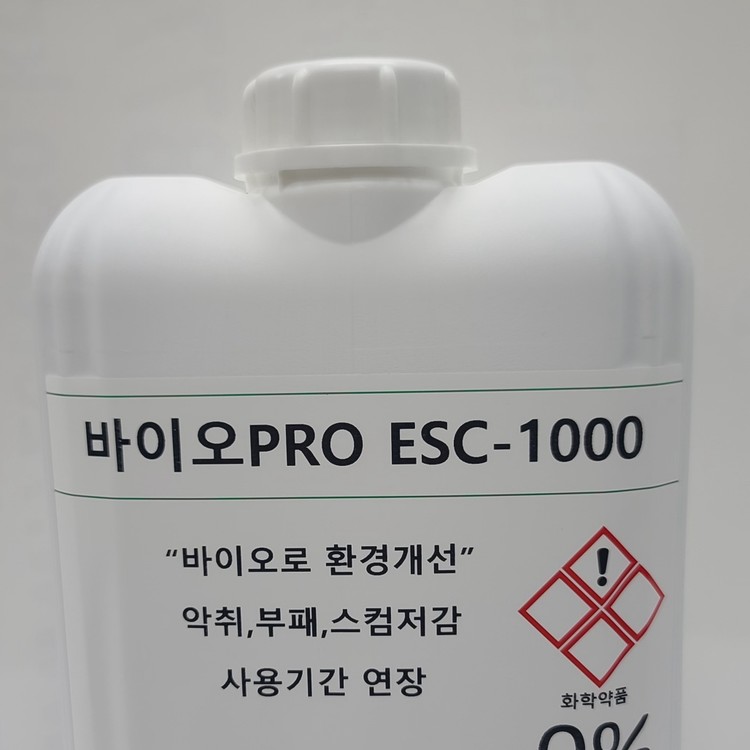 바이오PRO ESC-1000
“바이오로 환경개선”
악취,부패,스컴저감
사용기간 연장
!
화학약품
0%